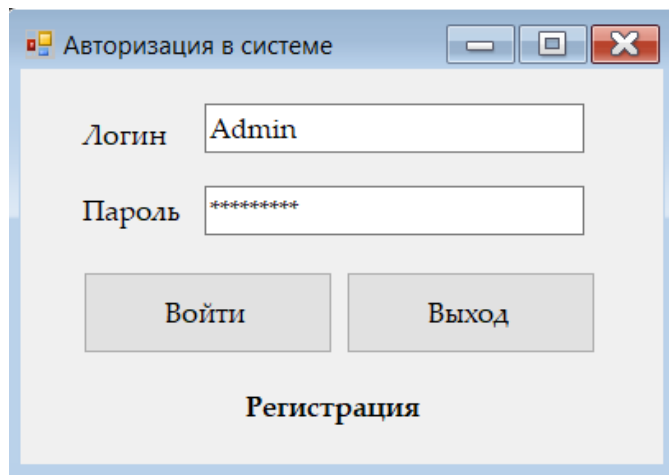 Авторизация в системе
Логин Admin
Пароль *********
Войти Выход
Регистрация